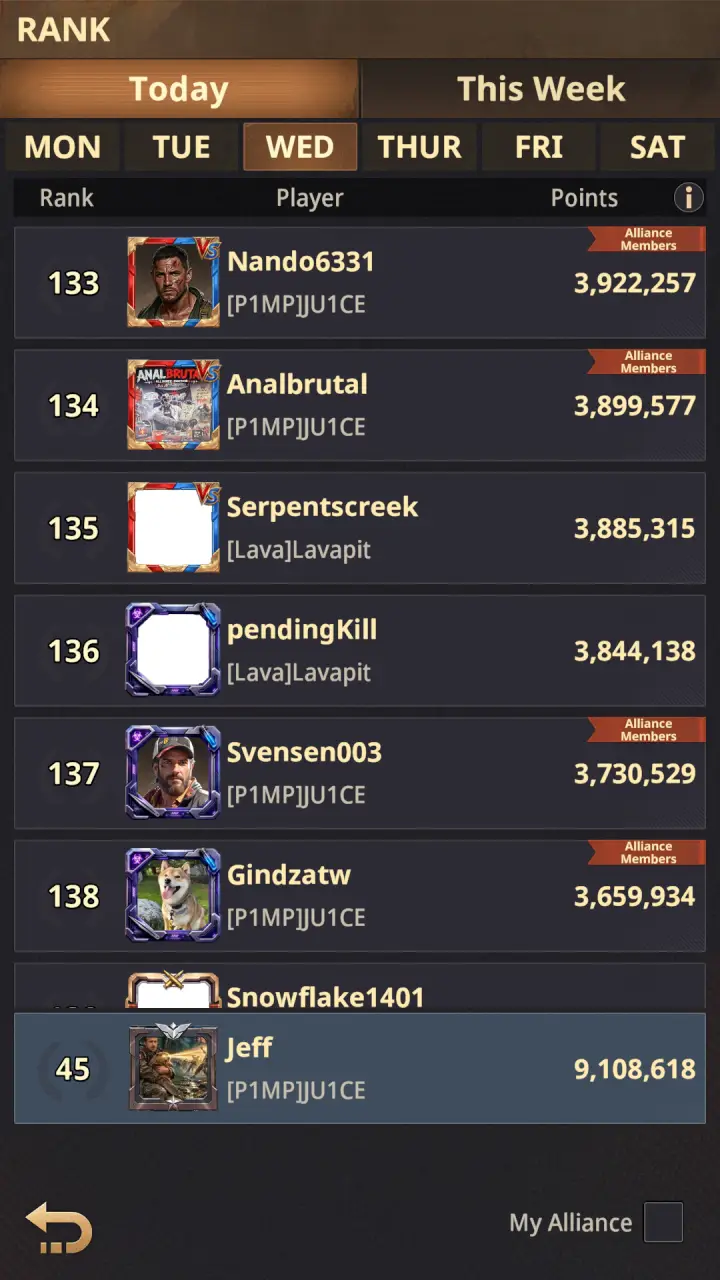 RANK
Today
This Week
MON
TUE
WED
THUR
FRI
SAT
Rank
Player
Points
i
Alliance
Members
133
VS
Nando6331
[P1MP]JU1CE
3,922,257
Alliance
Members
134
VS
Analbrutal
[P1MP]JU1CE
3,899,577
135
VS
Serpentscreek
[Lava]Lavapit
3,885,315
136
pendingKill
[Lava]Lavapit
3,844,138
Alliance
Members
137
Svensen003
[P1MP]JU1CE
3,730,529
Alliance
Members
138
Gindzatw
[P1MP]JU1CE
3,659,934
Snowflake1401
45
Jeff
[P1MP]JU1CE
9,108,618
My Alliance